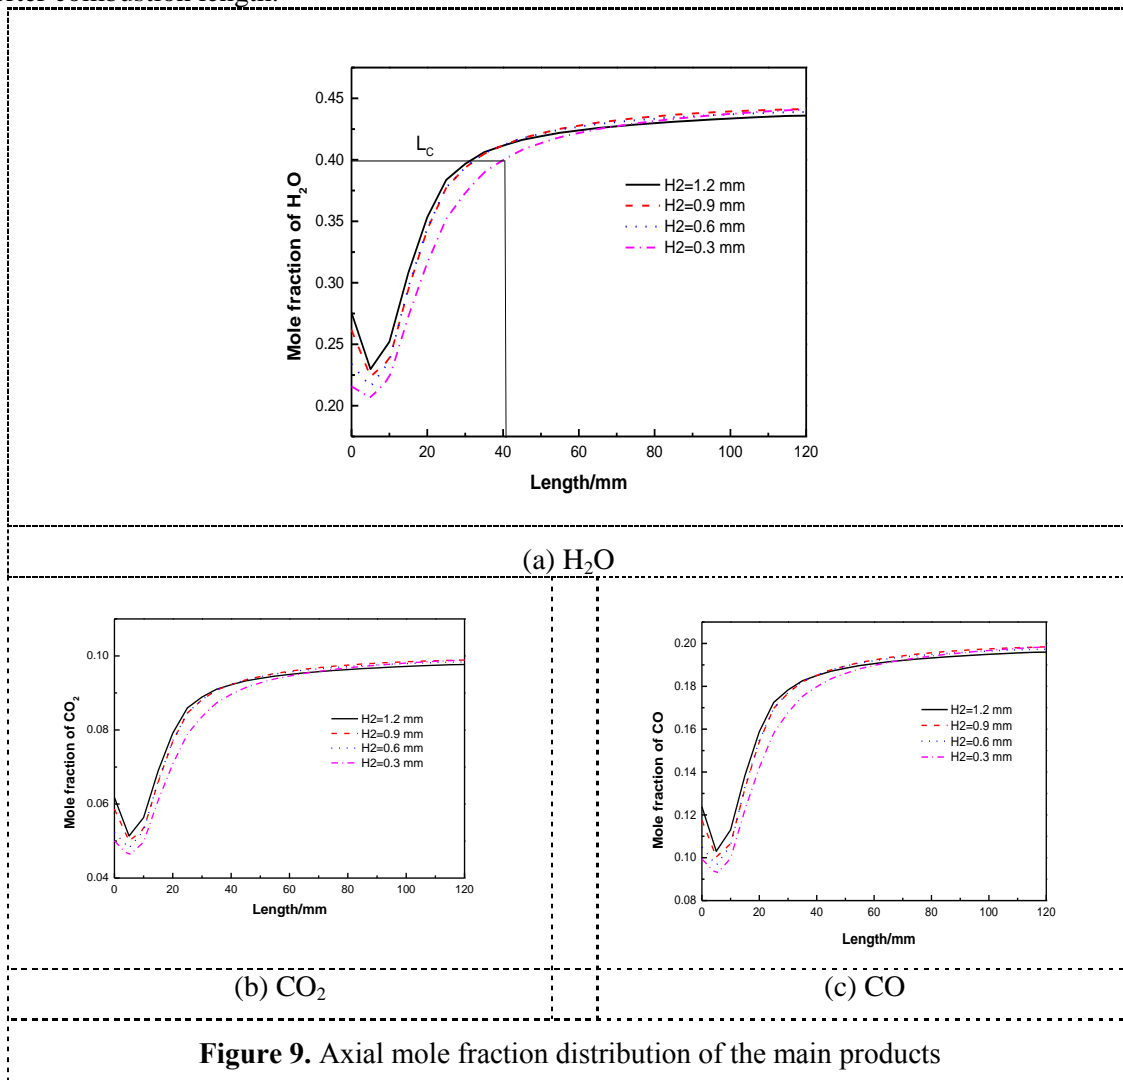 combustion length.
0.45
0.40
0.35
0.30
0.25
0.20
Mole fraction of H₂O
L_C
H2=1.2 mm
H2=0.9 mm
H2=0.6 mm
H2=0.3 mm
0 20 40 60 80 100 120
Length/mm
(a) H₂O
0.10
0.08
0.06
0.04
Mole fraction of CO₂
H2=1.2 mm
H2=0.9 mm
H2=0.6 mm
H2=0.3 mm
0 20 40 60 80 100 120
Length/mm
(b) CO₂
0.20
0.18
0.16
0.14
0.12
0.10
0.08
Mole fraction of CO
H2=1.2 mm
H2=0.9 mm
H2=0.6 mm
H2=0.3 mm
0 20 40 60 80 100 120
Length/mm
(c) CO
Figure 9. Axial mole fraction distribution of the main products